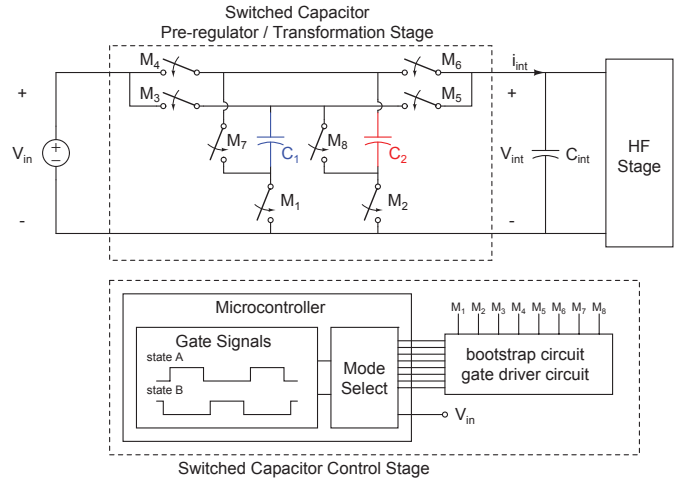 Switched Capacitor
Pre-regulator / Transformation Stage
M4
M6
iint
+
M3
M5
+
Vin
+
-
M7
C1
M8
C2
Vint
Cint
HF
Stage
M1
M2
-
-
Microcontroller
Gate Signals
state A
state B
Mode
Select
M1 M2 M3 M4 M5 M6 M7 M8
bootstrap circuit
gate driver circuit
Vin
Switched Capacitor Control Stage